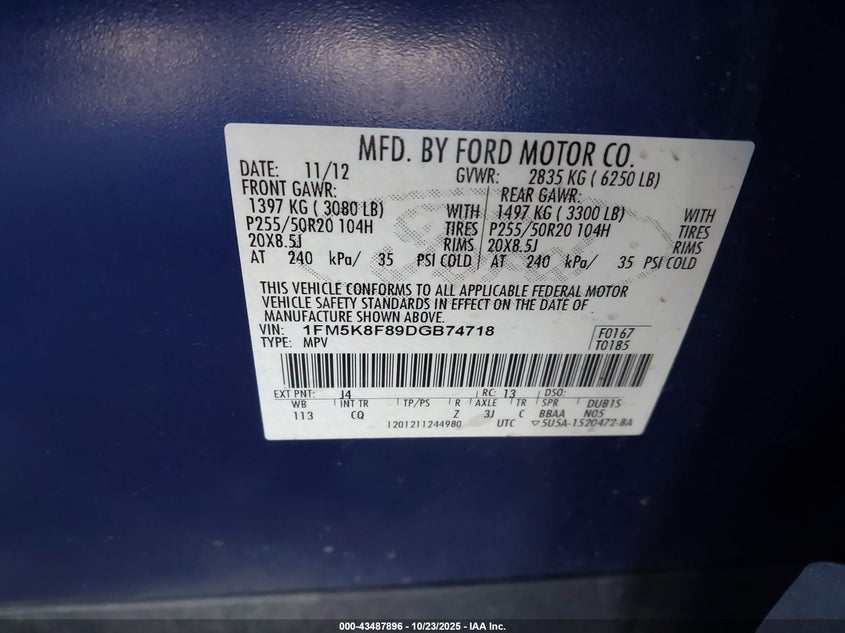 MFD. BY FORD MOTOR CO.
DATE: 11/12 GVWR: 2835 KG ( 6250 LB)
FRONT GAWR: REAR GAWR:
1397 KG ( 3080 LB) WITH 1497 KG ( 3300 LB) WITH
P255/50R20 104H TIRES P255/50R20 104H TIRES
20X8.5J RIMS 20X8.5J RIMS
AT 240 kPa/ 35 PSI COLD AT 240 kPa/ 35 PSI COLD
THIS VEHICLE CONFORMS TO ALL APPLICABLE FEDERAL MOTOR
VEHICLE SAFETY STANDARDS IN EFFECT ON THE DATE OF
MANUFACTURE SHOWN ABOVE.
VIN: 1FM5K8F89DGB74718 F0167
TYPE: MPV T0185
EXT PNT: J4 RC: 13 DSO:
WB INT TR TP/PS R AXLE TR SPR DUB1S
113 CQ Z 3J C BBAA N05
1201211244980 UTC ▽5U5A-1520472-BA
000-43487896 - 10/23/2025 - IAA Inc.